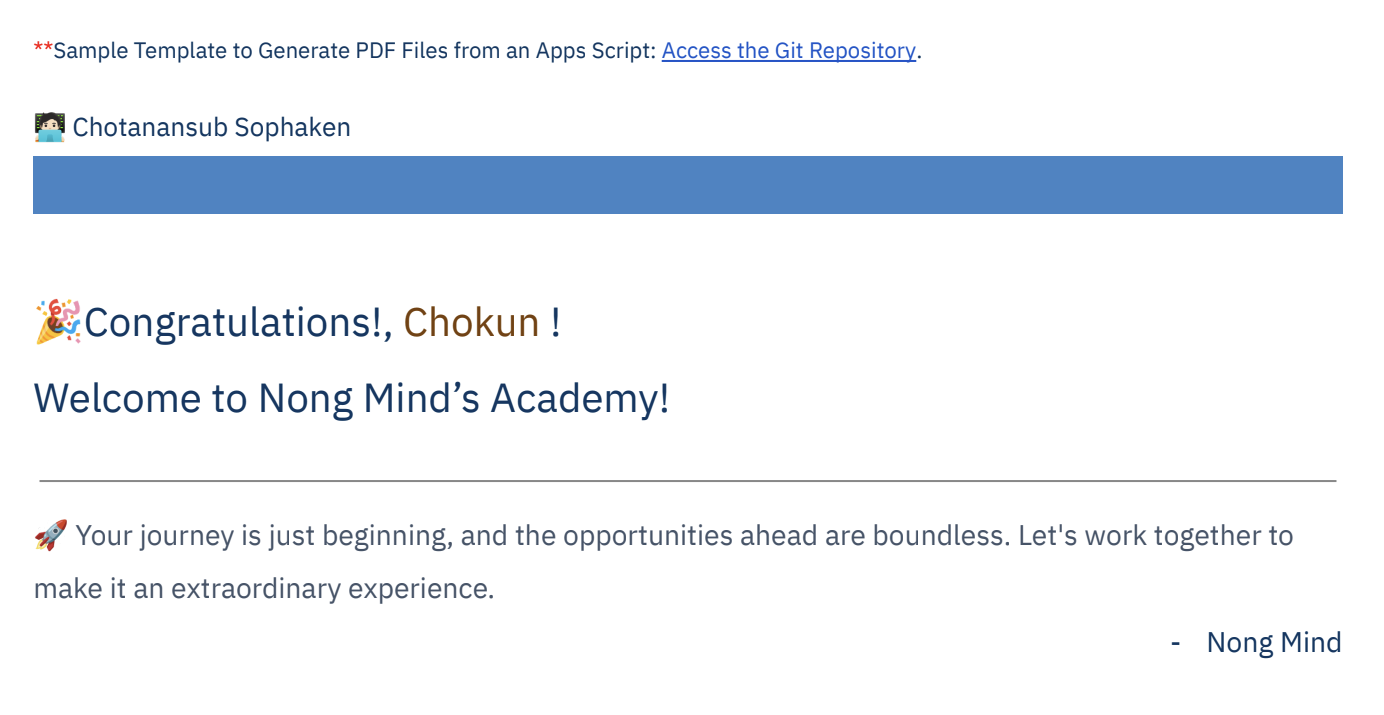 **Sample Template to Generate PDF Files from an Apps Script: Access the Git Repository.
🧑🏻‍💻 Chotanansub Sophaken
🎉Congratulations!, Chokun !
Welcome to Nong Mind’s Academy!
🚀 Your journey is just beginning, and the opportunities ahead are boundless. Let's work together to
make it an extraordinary experience.
- Nong Mind